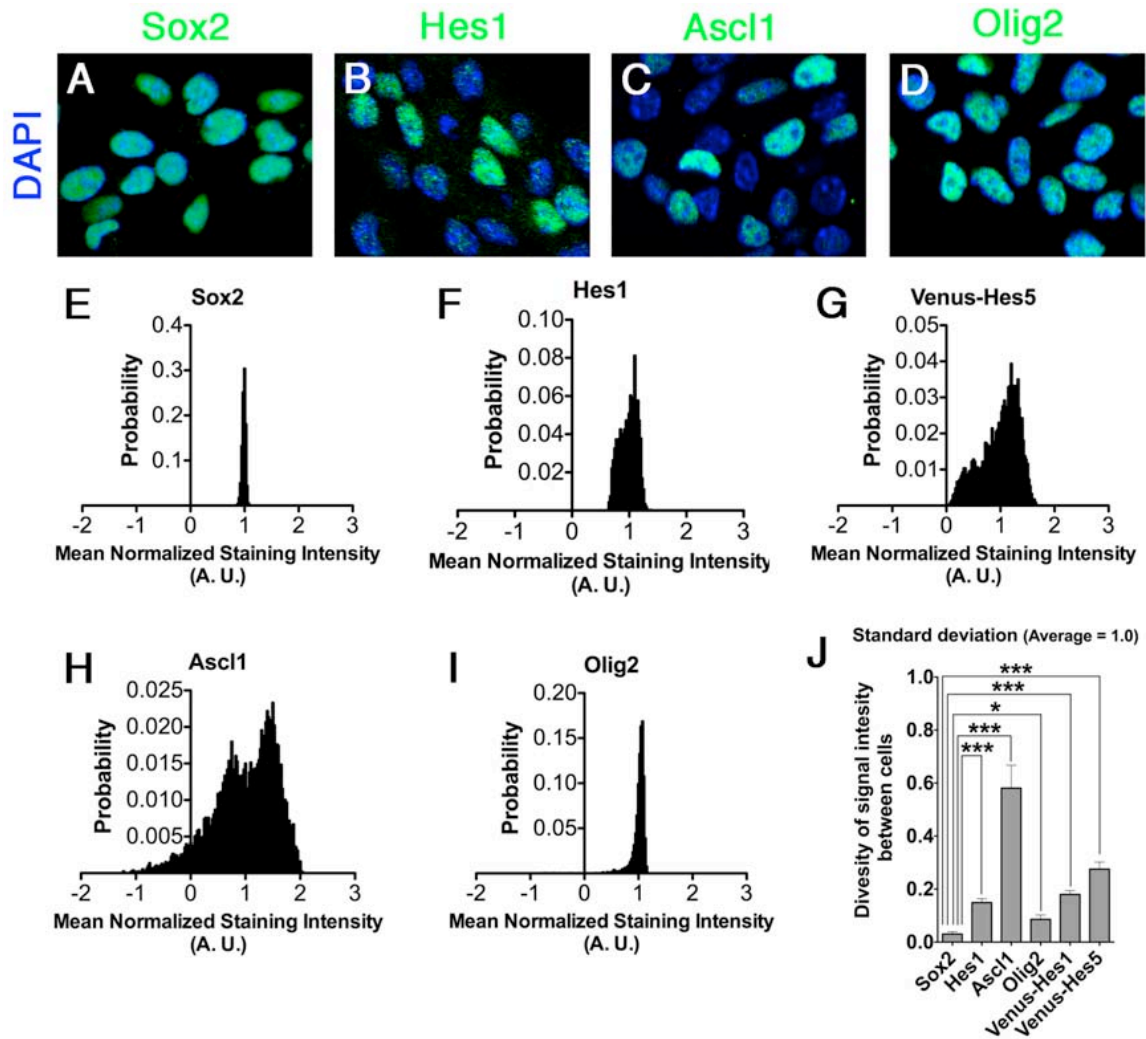 Sox2
Hes1
Ascl1
Olig2
DAPI
A
B
C
D
E
Sox2
0.4
0.3
0.2
0.1
Probability
-2 -1 0 1 2 3
Mean Normalized Staining Intensity
(A. U.)
F
Hes1
0.10
0.08
0.06
0.04
0.02
Probability
-2 -1 0 1 2 3
Mean Normalized Staining Intensity
(A. U.)
G
Venus-Hes5
0.05
0.04
0.03
0.02
0.01
Probability
-2 -1 0 1 2 3
Mean Normalized Staining Intensity
(A. U.)
H
Ascl1
0.025
0.020
0.015
0.010
0.005
Probability
-2 -1 0 1 2 3
Mean Normalized Staining Intensity
(A. U.)
I
Olig2
0.20
0.15
0.10
0.05
Probability
-2 -1 0 1 2 3
Mean Normalized Staining Intensity
(A. U.)
J
Standard deviation (Average = 1.0)
1.0
0.8
0.6
0.4
0.2
0.0
Divesity of signal intesity
between cells
***
***
*
***
***
Sox2
Hes1
Ascl1
Olig2
Venus-Hes1
Venus-Hes5